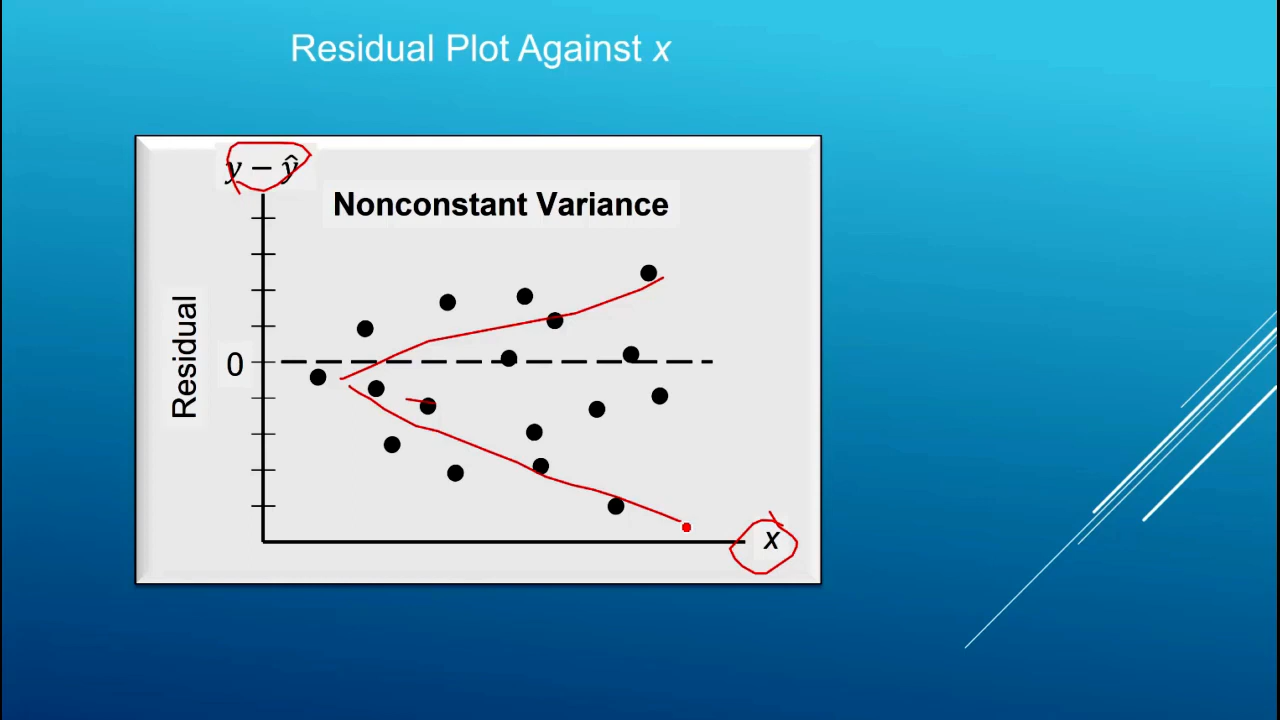 Residual Plot Against x
y − ŷ
Nonconstant Variance
Residual
0
x